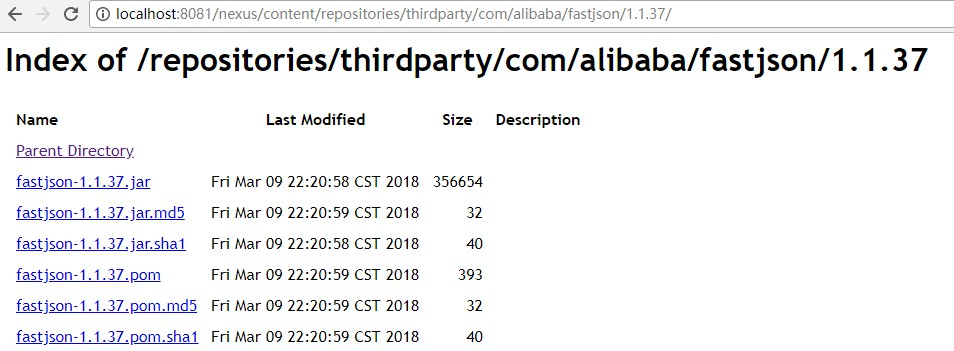 localhost:8081/nexus/content/repositories/thirdparty/com/alibaba/fastjson/1.1.37/
Index of /repositories/thirdparty/com/alibaba/fastjson/1.1.37
Name Last Modified Size Description
Parent Directory
fastjson-1.1.37.jar Fri Mar 09 22:20:58 CST 2018 356654
fastjson-1.1.37.jar.md5 Fri Mar 09 22:20:59 CST 2018 32
fastjson-1.1.37.jar.sha1 Fri Mar 09 22:20:58 CST 2018 40
fastjson-1.1.37.pom Fri Mar 09 22:20:59 CST 2018 393
fastjson-1.1.37.pom.md5 Fri Mar 09 22:20:59 CST 2018 32
fastjson-1.1.37.pom.sha1 Fri Mar 09 22:20:59 CST 2018 40